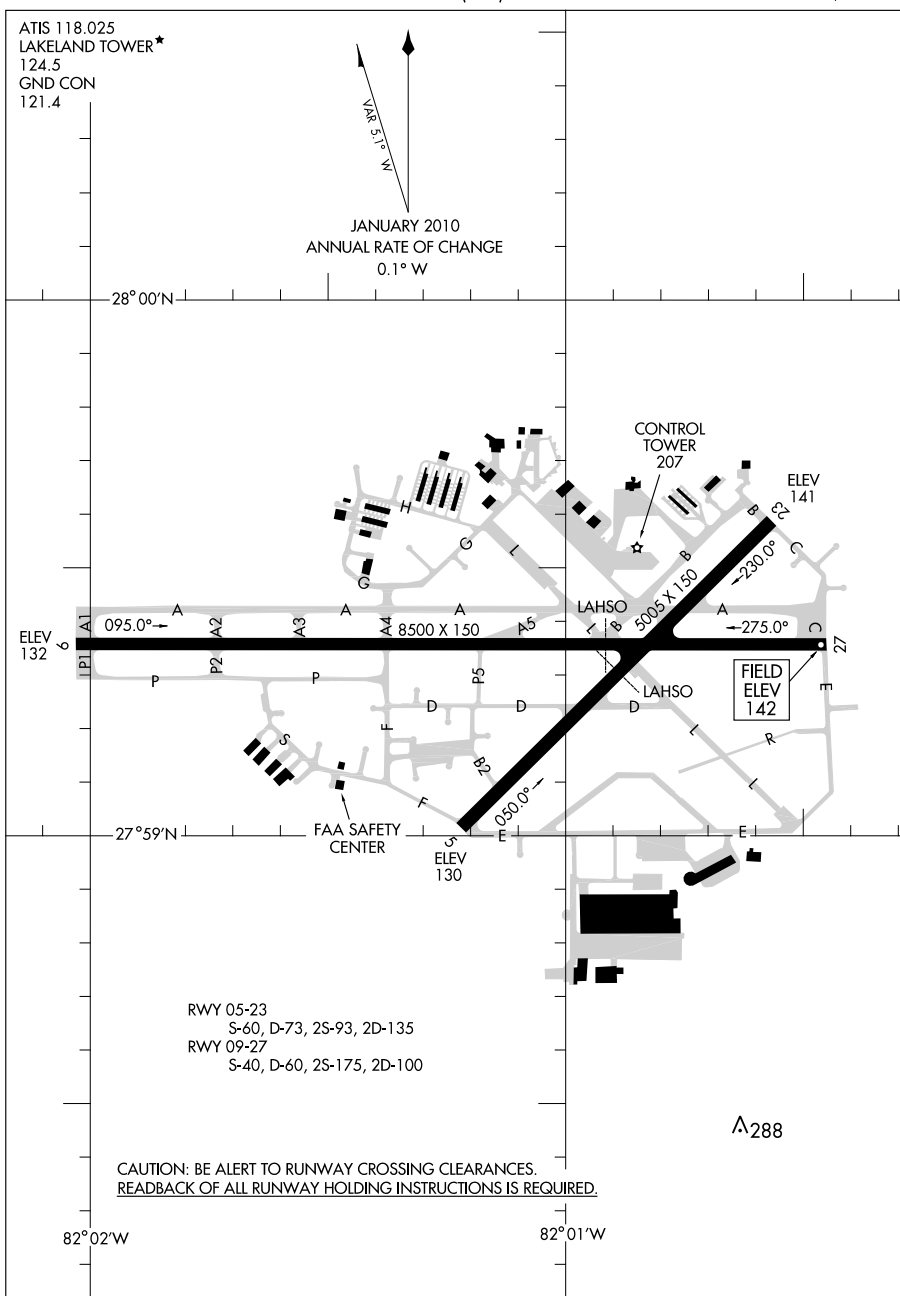 ATIS 118.025
LAKELAND TOWER★
124.5
GND CON
121.4
VAR 5.1° W
JANUARY 2010
ANNUAL RATE OF CHANGE
0.1° W
28°00'N
CONTROL
TOWER
207
ELEV
141
23
B
C
H
G
L
B
G
5005 X 150
230.0°
A
A
A
A
LAHSO
A1
095.0°
A2
A3
A4
8500 X 150
A5
L
B
275.0°
C
ELEV
132
9
27
P1
P2
P
P
P5
LAHSO
FIELD
ELEV
142
E
D
D
D
F
S
L
R
B2
L
F
050.0°
FAA SAFETY
CENTER
27°59'N
5
E
E
ELEV
130
RWY 05-23
S-60, D-73, 2S-93, 2D-135
RWY 09-27
S-40, D-60, 2S-175, 2D-100
288
CAUTION: BE ALERT TO RUNWAY CROSSING CLEARANCES.
READBACK OF ALL RUNWAY HOLDING INSTRUCTIONS IS REQUIRED.
82°02'W
82°01'W